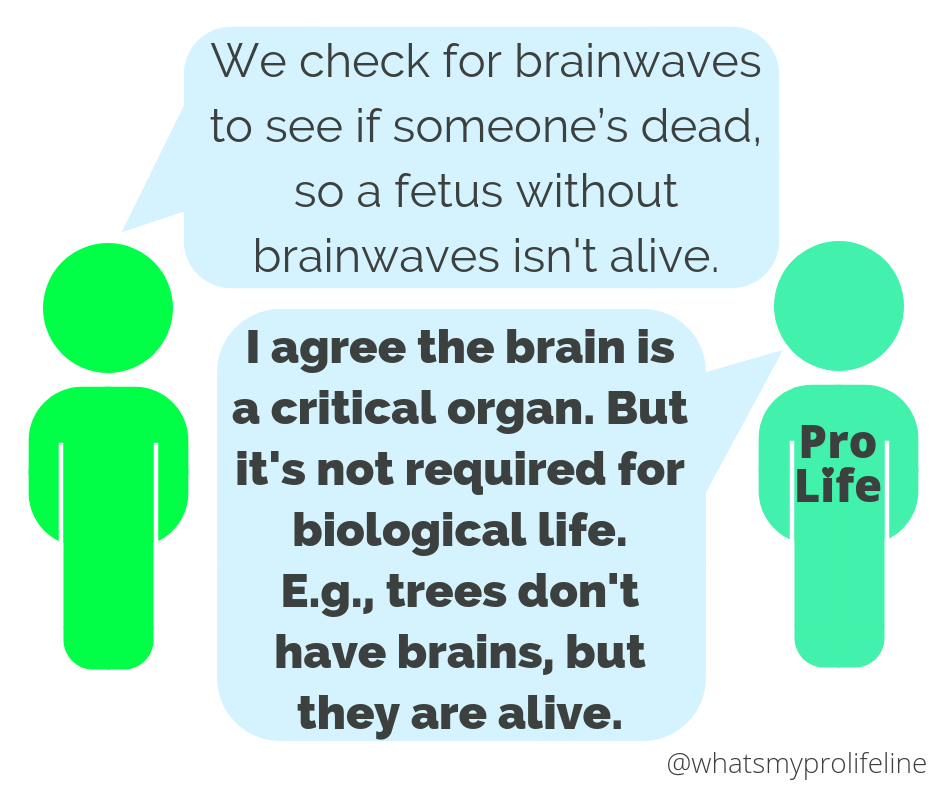 We check for brainwaves
to see if someone’s dead,
so a fetus without
brainwaves isn't alive.
I agree the brain is
a critical organ. But
it's not required for
biological life.
E.g., trees don't
have brains, but
they are alive.
Pro
Life
@whatsmyprolifeline